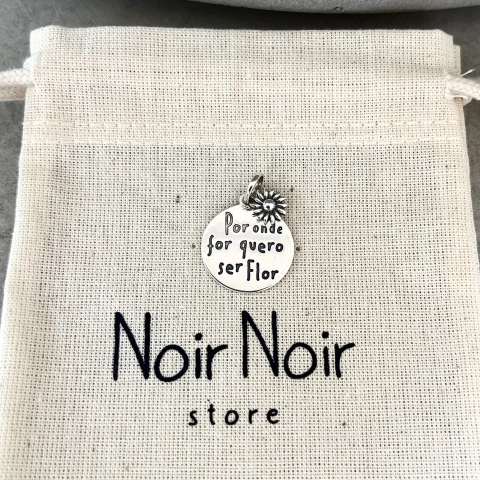 Por onde
for quero
ser Flor
Noir Noir
store